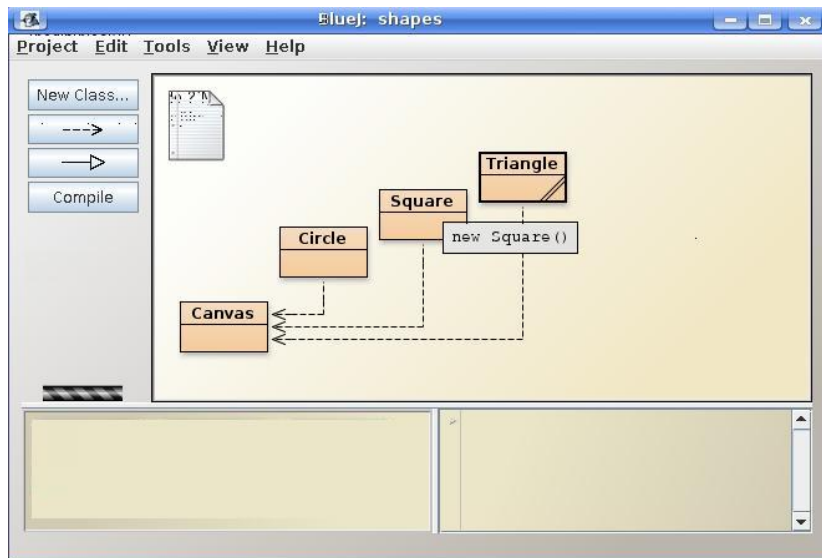 BlueJ: shapes
Project Edit Tools View Help
New Class...
Compile
Triangle
Square
new Square()
Circle
Canvas